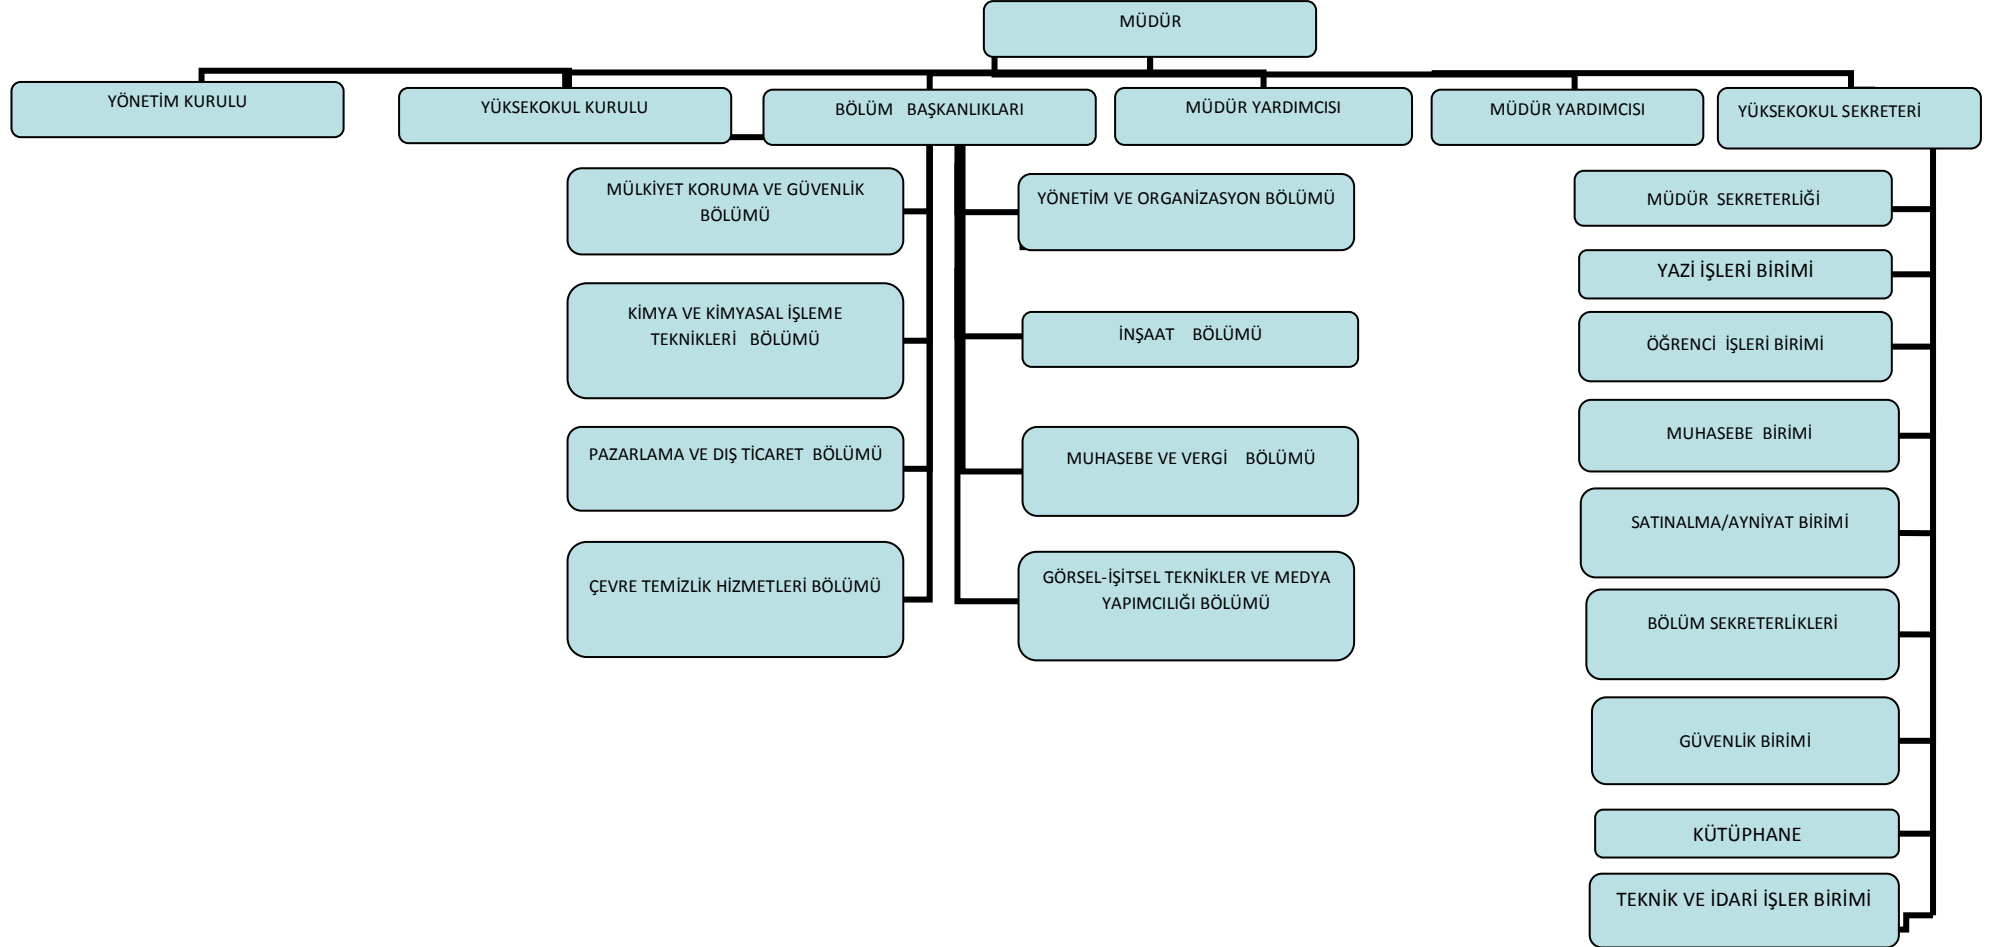 MÜDÜR
YÖNETİM KURULU
YÜKSEKOKUL KURULU
BÖLÜM BAŞKANLIKLARI
MÜDÜR YARDIMCISI
MÜDÜR YARDIMCISI
YÜKSEKOKUL SEKRETERİ
MÜLKİYET KORUMA VE GÜVENLİK
BÖLÜMÜ
KİMYA VE KİMYASAL İŞLEME
TEKNİKLERİ BÖLÜMÜ
PAZARLAMA VE DIŞ TİCARET BÖLÜMÜ
ÇEVRE TEMİZLİK HİZMETLERİ BÖLÜMÜ
YÖNETİM VE ORGANİZASYON BÖLÜMÜ
İNŞAAT BÖLÜMÜ
MUHASEBE VE VERGİ BÖLÜMÜ
GÖRSEL-İŞİTSEL TEKNİKLER VE MEDYA
YAPIMCILIĞI BÖLÜMÜ
MÜDÜR SEKRETERLİĞİ
YAZİ İŞLERİ BİRİMİ
ÖĞRENCİ İŞLERİ BİRİMİ
MUHASEBE BİRİMİ
SATINALMA/AYNİYAT BİRİMİ
BÖLÜM SEKRETERLİKLERİ
GÜVENLİK BİRİMİ
KÜTÜPHANE
TEKNİK VE İDARİ İŞLER BİRİMİ